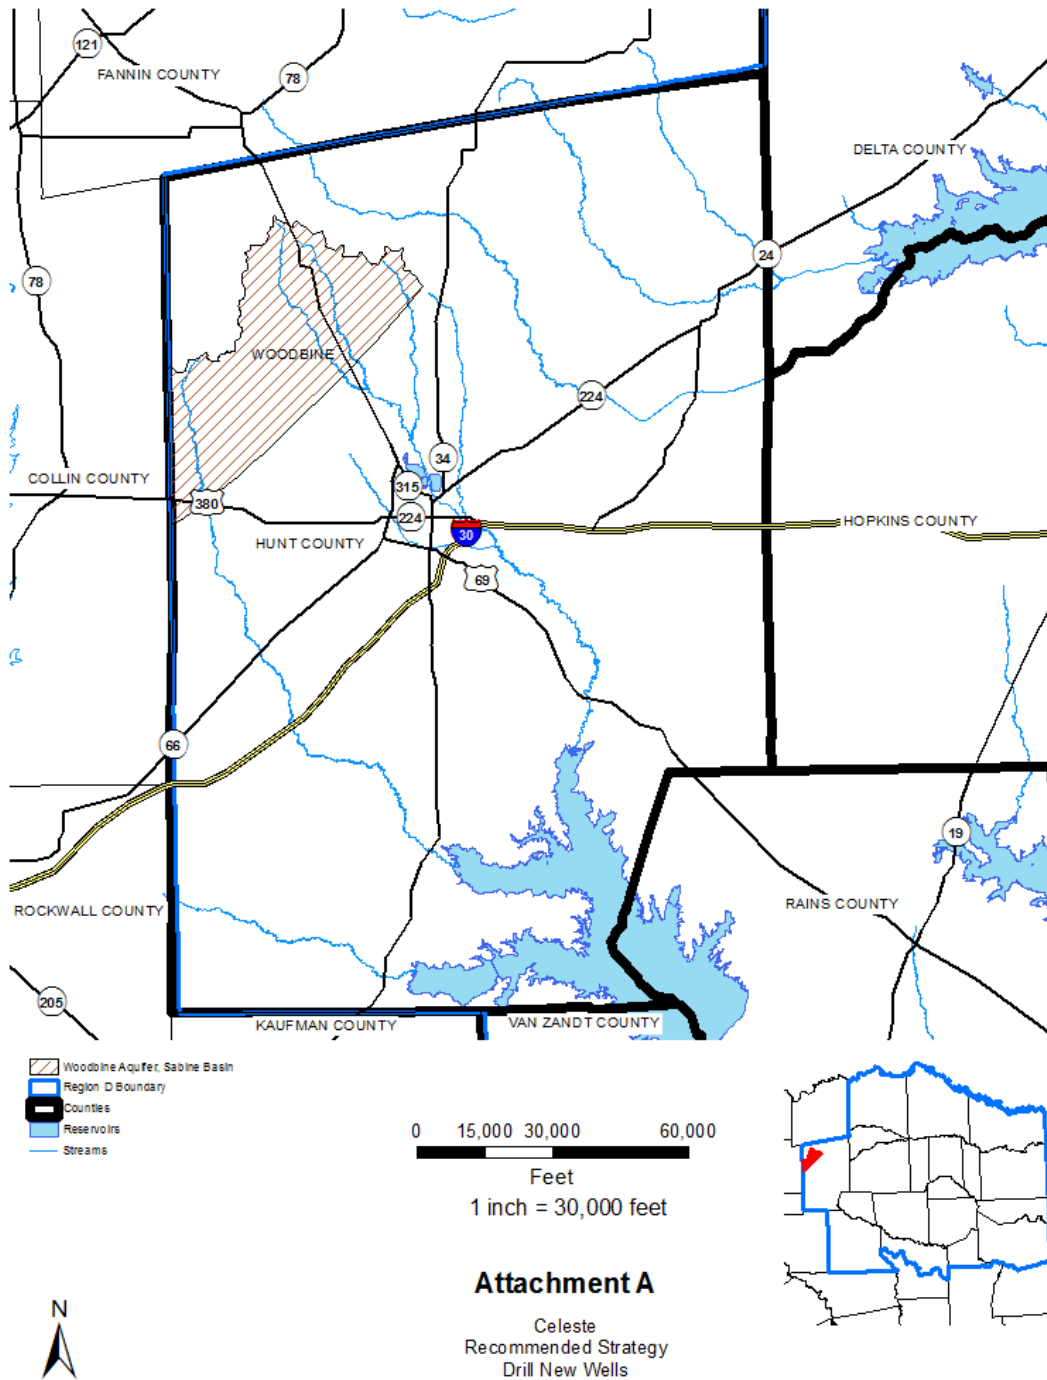 121
FANNIN COUNTY
78
DELTA COUNTY
24
78
WOODBINE
224
34
COLLIN COUNTY
315
380
224
HOPKINS COUNTY
30
HUNT COUNTY
69
66
19
RAINS COUNTY
ROCKWALL COUNTY
205
KAUFMAN COUNTY
VAN ZANDT COUNTY
Woodbine Aquifer, Sabine Basin
Region D Boundary
Counties
Reservoirs
Streams
0 15,000 30,000 60,000
Feet
1 inch = 30,000 feet
Attachment A
Celeste
Recommended Strategy
Drill New Wells
N